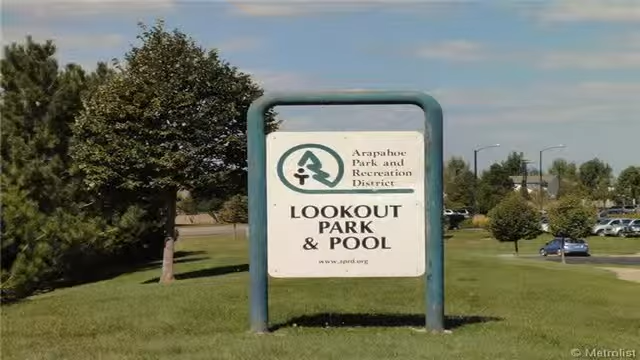 Arapahoe
Park and
Recreation
District
LOOKOUT
PARK
& POOL
www.aprd.org
© Metrolist